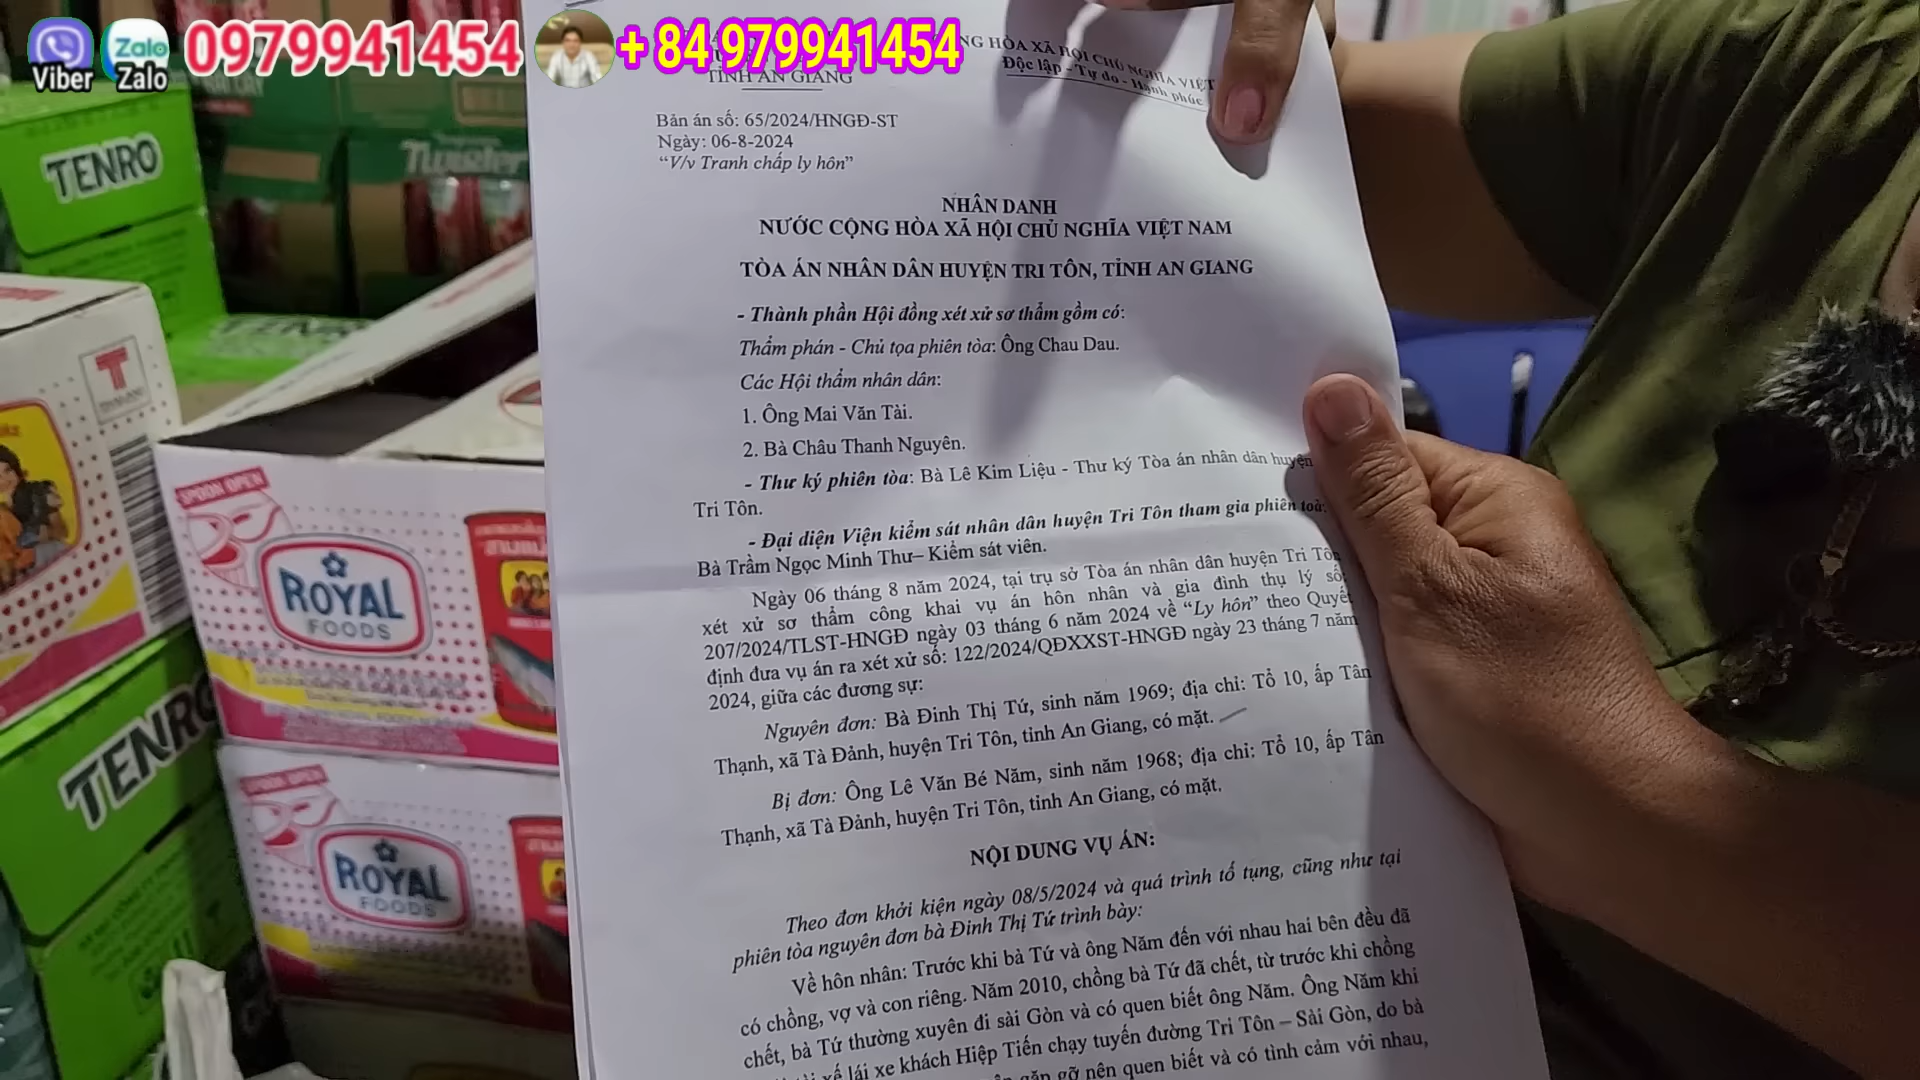 0979941454
+ 84 979941454
Viber
Zalo
Zalo
TỈNH AN GIANG
HÒA XÃ HỘI CHỦ NGHĨA VIỆT
Độc lập - Tự do - Hạnh phúc
Bản án số: 65/2024/HNGĐ-ST
Ngày: 06-8-2024
“V/v Tranh chấp ly hôn”
NHÂN DANH
NƯỚC CỘNG HÒA XÃ HỘI CHỦ NGHĨA VIỆT NAM
TÒA ÁN NHÂN DÂN HUYỆN TRI TÔN, TỈNH AN GIANG
- Thành phần Hội đồng xét xử sơ thẩm gồm có:
Thẩm phán - Chủ tọa phiên tòa: Ông Chau Dau.
Các Hội thẩm nhân dân:
1. Ông Mai Văn Tài.
2. Bà Châu Thanh Nguyên.
- Thư ký phiên tòa: Bà Lê Kim Liệu - Thư ký Tòa án nhân dân huyện
Tri Tôn.
- Đại diện Viện kiểm sát nhân dân huyện Tri Tôn tham gia phiên toà:
Bà Trầm Ngọc Minh Thư– Kiểm sát viên.
Ngày 06 tháng 8 năm 2024, tại trụ sở Tòa án nhân dân huyện Tri Tôn
xét xử sơ thẩm công khai vụ án hôn nhân và gia đình thụ lý số:
207/2024/TLST-HNGĐ ngày 03 tháng 6 năm 2024 về “Ly hôn” theo Quyết
định đưa vụ án ra xét xử số: 122/2024/QĐXXST-HNGĐ ngày 23 tháng 7 năm
2024, giữa các đương sự:
Nguyên đơn: Bà Đinh Thị Tứ, sinh năm 1969; địa chỉ: Tổ 10, ấp Tân
Thạnh, xã Tà Đảnh, huyện Tri Tôn, tỉnh An Giang, có mặt.
Bị đơn: Ông Lê Văn Bé Năm, sinh năm 1968; địa chỉ: Tổ 10, ấp Tân
Thạnh, xã Tà Đảnh, huyện Tri Tôn, tỉnh An Giang, có mặt.
NỘI DUNG VỤ ÁN:
Theo đơn khởi kiện ngày 08/5/2024 và quá trình tố tụng, cũng như tại
phiên tòa nguyên đơn bà Đinh Thị Tứ trình bày:
Về hôn nhân: Trước khi bà Tứ và ông Năm đến với nhau hai bên đều đã
có chồng, vợ và con riêng. Năm 2010, chồng bà Tứ đã chết, từ trước khi chồng
chết, bà Tứ thường xuyên đi sài Gòn và có quen biết ông Năm. Ông Năm khi
xế lái xe khách Hiệp Tiến chạy tuyến đường Tri Tôn – Sài Gòn, do bà
gặp gỡ nên quen biết và có tình cảm với nhau,
TENRO
Twister
T
SPOON OPEN
ROYAL
FOODS
TENRO
SPOON OPEN
ROYAL
FOODS